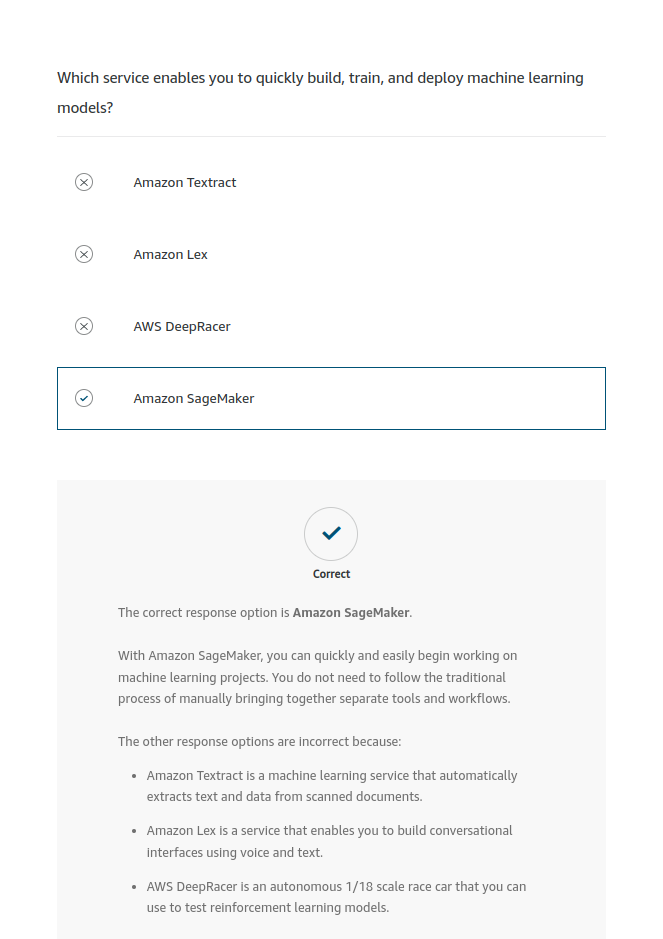 Which service enables you to quickly build, train, and deploy machine learning
models?
Amazon Textract
Amazon Lex
AWS DeepRacer
Amazon SageMaker
Correct
The correct response option is Amazon SageMaker.
With Amazon SageMaker, you can quickly and easily begin working on
machine learning projects. You do not need to follow the traditional
process of manually bringing together separate tools and workflows.
The other response options are incorrect because:
• Amazon Textract is a machine learning service that automatically
extracts text and data from scanned documents.
• Amazon Lex is a service that enables you to build conversational
interfaces using voice and text.
• AWS DeepRacer is an autonomous 1/18 scale race car that you can
use to test reinforcement learning models.